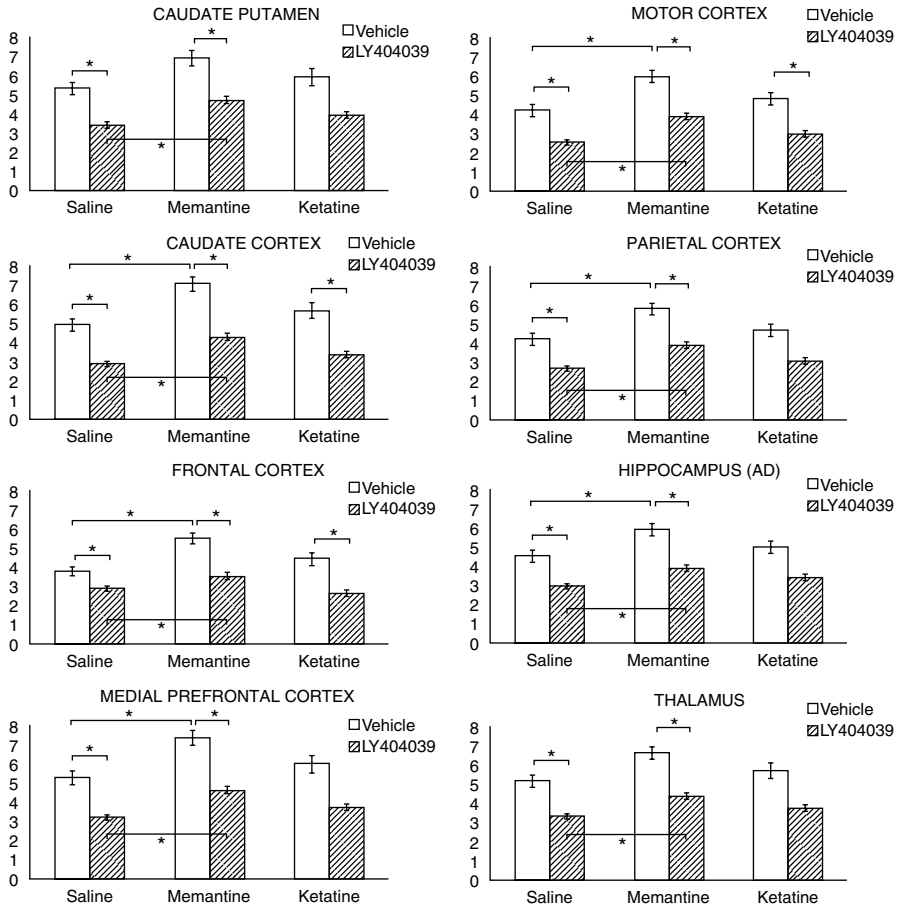 CAUDATE PUTAMEN
Vehicle
LY404039
8
7
6
5
4
3
2
1
0
* * *
Saline Memantine Ketatine
MOTOR CORTEX
Vehicle
LY404039
8
7
6
5
4
3
2
1
0
* * * * *
Saline Memantine Ketatine
CAUDATE CORTEX
Vehicle
LY404039
8
7
6
5
4
3
2
1
0
* * * * *
Saline Memantine Ketatine
PARIETAL CORTEX
Vehicle
LY404039
8
7
6
5
4
3
2
1
0
* * * *
Saline Memantine Ketatine
FRONTAL CORTEX
Vehicle
LY404039
8
7
6
5
4
3
2
1
0
* * * * *
Saline Memantine Ketatine
HIPPOCAMPUS (AD)
Vehicle
LY404039
8
7
6
5
4
3
2
1
0
* * * *
Saline Memantine Ketatine
MEDIAL PREFRONTAL CORTEX
Vehicle
LY404039
8
7
6
5
4
3
2
1
0
* * * *
Saline Memantine Ketatine
THALAMUS
Vehicle
LY404039
8
7
6
5
4
3
2
1
0
* * *
Saline Memantine Ketatine